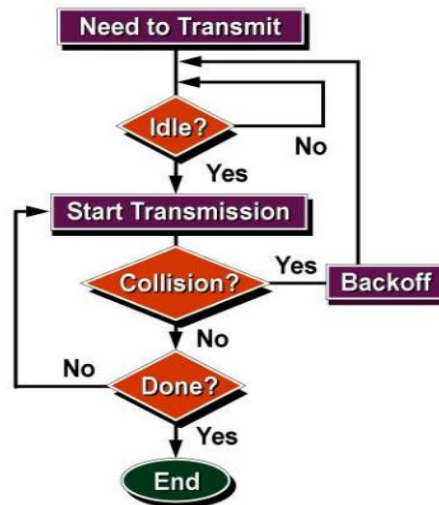 Need to Transmit
Idle?
No
Yes
Start Transmission
Collision?
Yes
Backoff
No
No
Done?
Yes
End